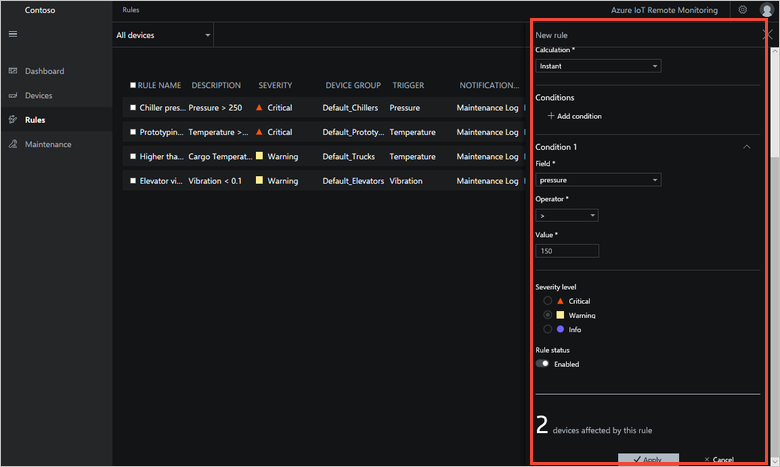 Contoso
Rules
Azure IoT Remote Monitoring
All devices
New rule
Dashboard
Devices
Rules
Maintenance
RULE NAME DESCRIPTION SEVERITY DEVICE GROUP TRIGGER NOTIFICATION...
Chiller pres... Pressure > 250 Critical Default_Chillers Pressure Maintenance Log
Prototypin... Temperature >... Critical Default_Prototy... Temperature Maintenance Log
Higher tha... Cargo Temperat... Warning Default_Trucks Temperature Maintenance Log
Elevator vi... Vibration < 0.1 Warning Default_Elevators Vibration Maintenance Log
Calculation *
Instant
Conditions
+ Add condition
Condition 1
Field *
pressure
Operator *
>
Value *
150
Severity level
Critical
Warning
Info
Rule status
Enabled
2 devices affected by this rule
Apply × Cancel